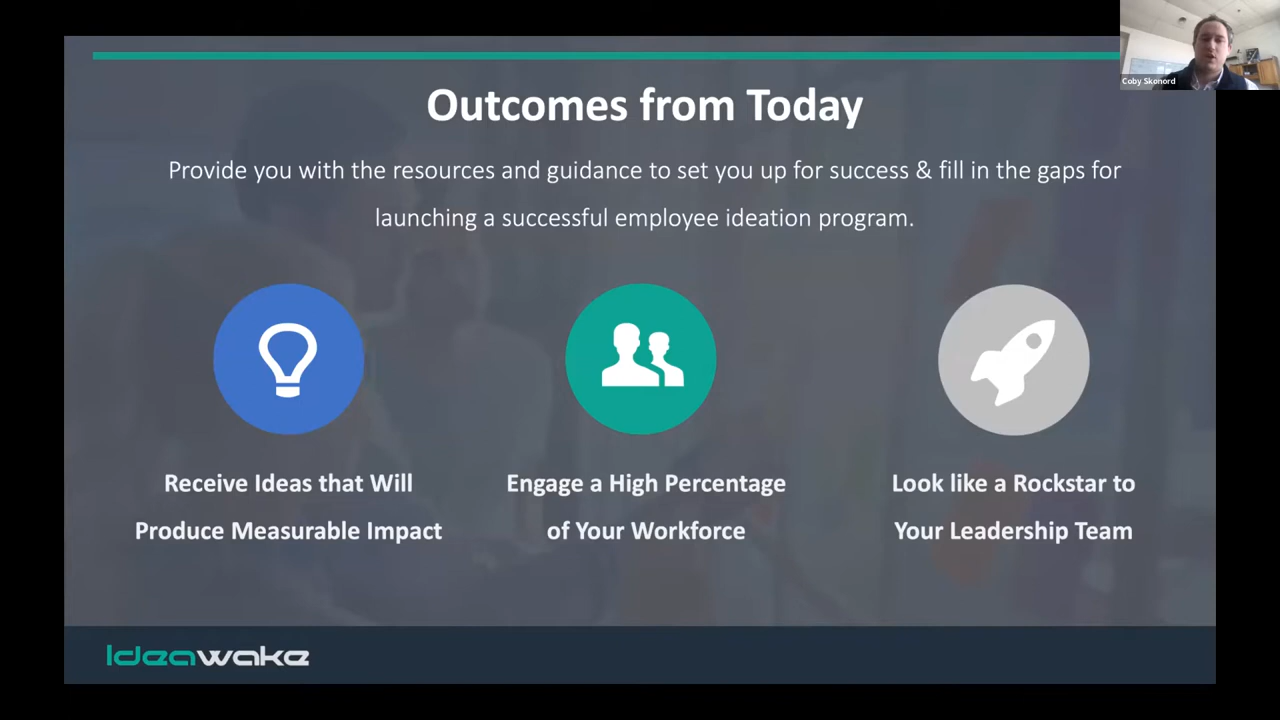 Coby Skonord
Outcomes from Today
Provide you with the resources and guidance to set you up for success & fill in the gaps for
launching a successful employee ideation program.
Receive Ideas that Will
Produce Measurable Impact
Engage a High Percentage
of Your Workforce
Look like a Rockstar to
Your Leadership Team
Ideawake